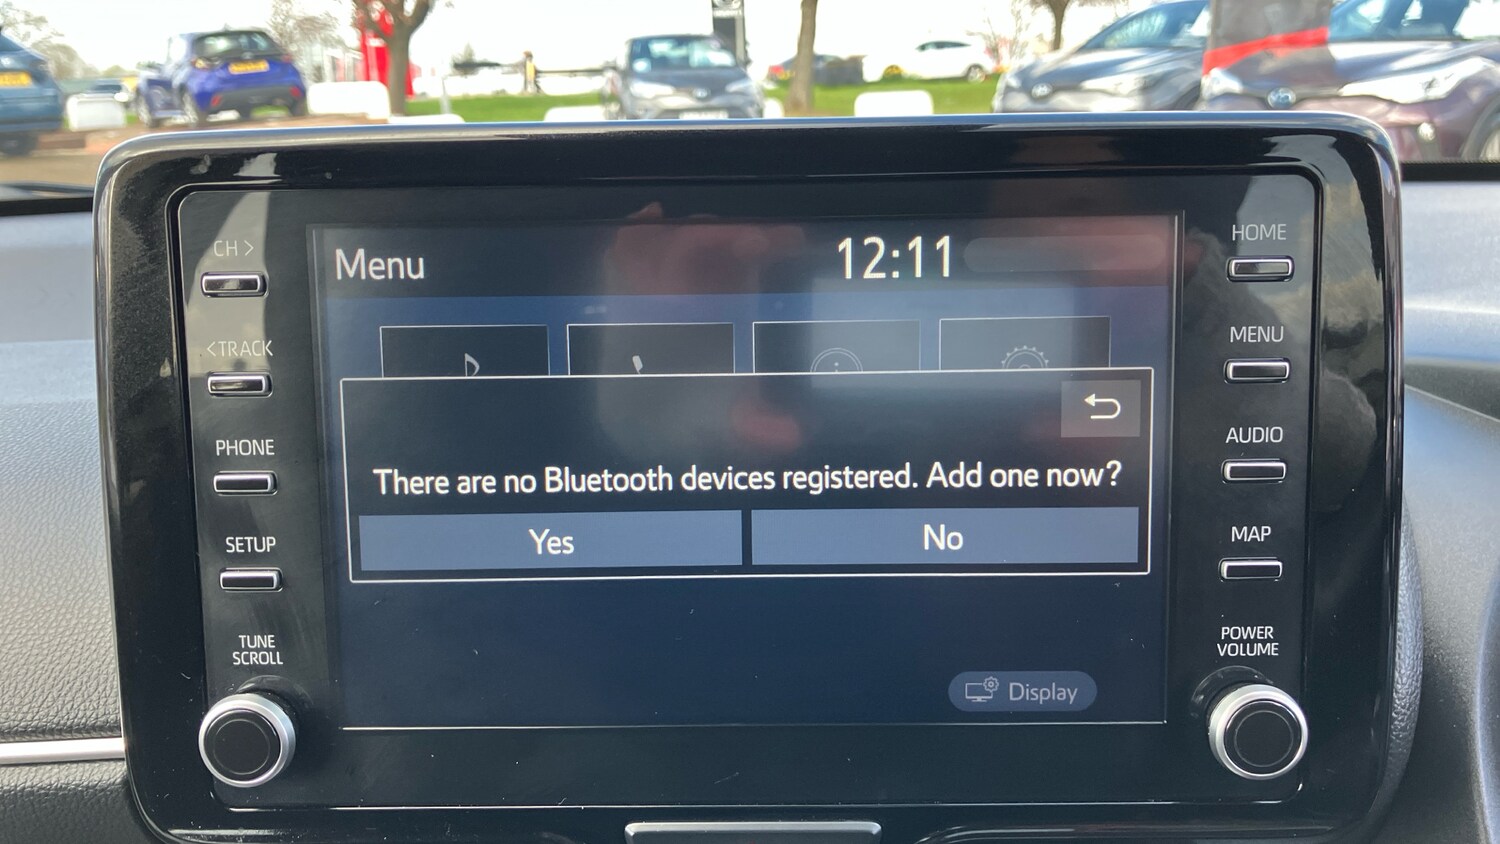 CH >
<TRACK
PHONE
SETUP
TUNE
SCROLL
Menu
12:11
There are no Bluetooth devices registered. Add one now?
Yes
No
Display
HOME
MENU
AUDIO
MAP
POWER
VOLUME